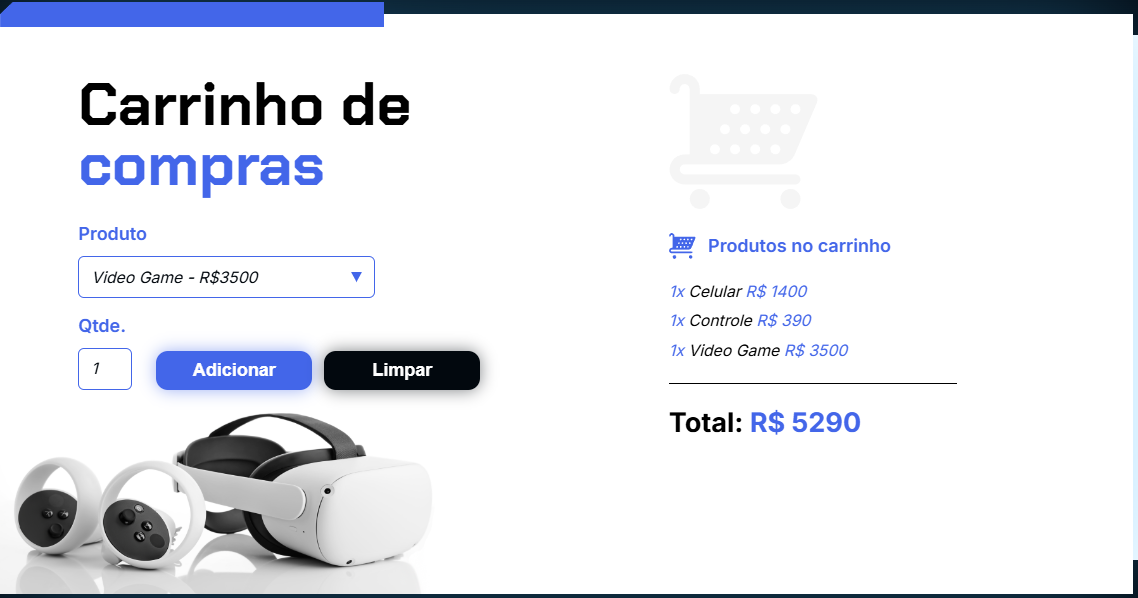 Carrinho de
compras
Produto
Video Game - R$3500
Qtde.
1
Adicionar
Limpar
Produtos no carrinho
1x Celular R$ 1400
1x Controle R$ 390
1x Video Game R$ 3500
Total: R$ 5290